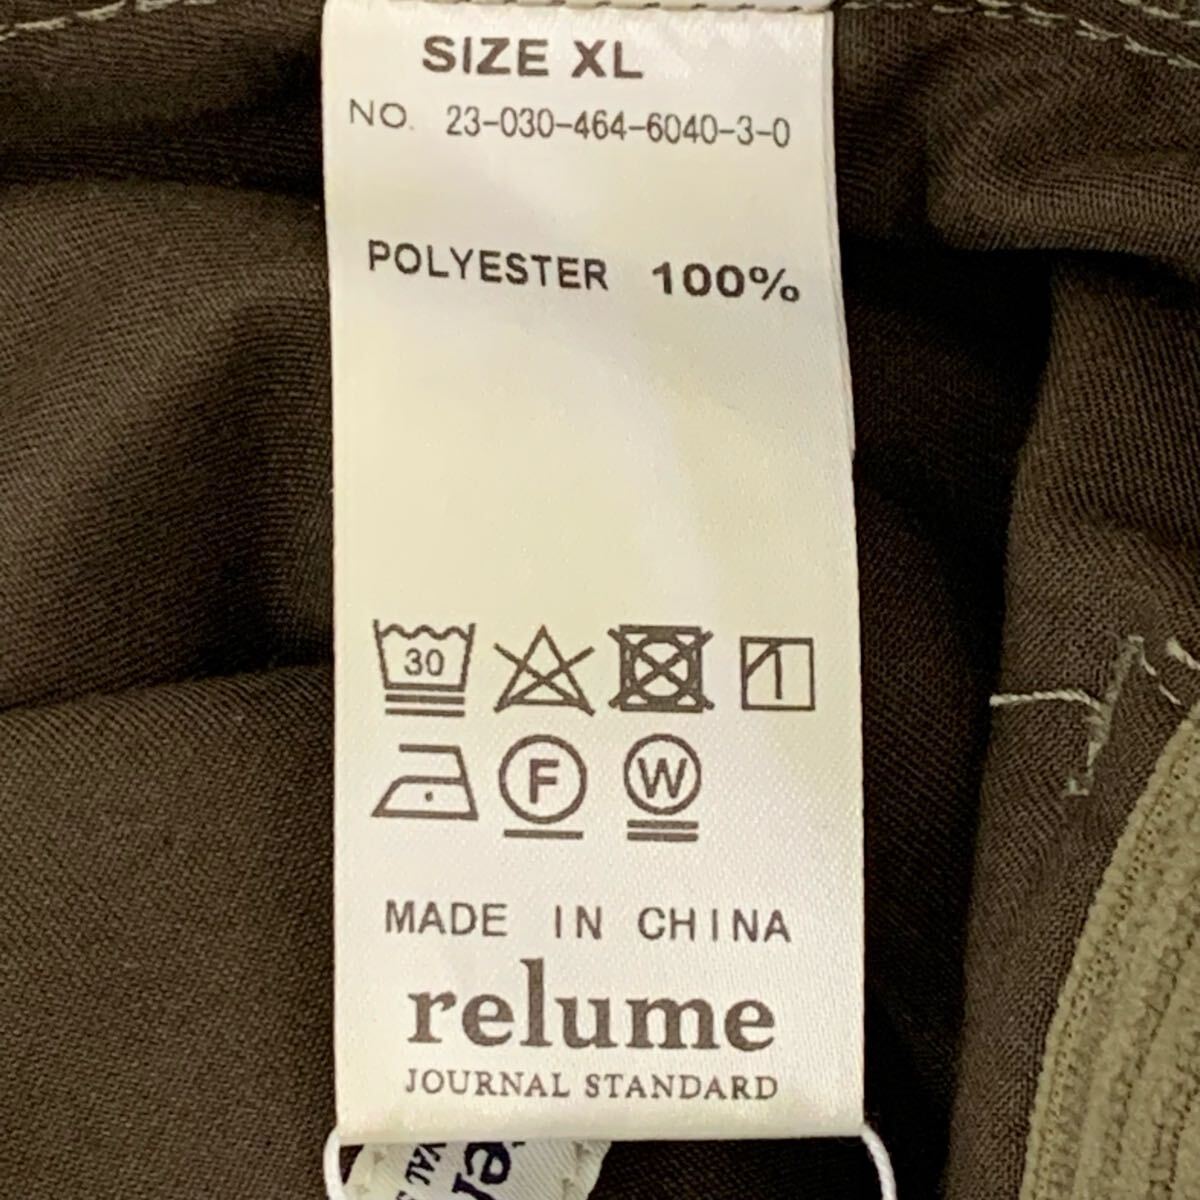 SIZE XL
NO. 23-030-464-6040-3-0
POLYESTER 100%
30
F W
MADE IN CHINA
relume
JOURNAL STANDARD